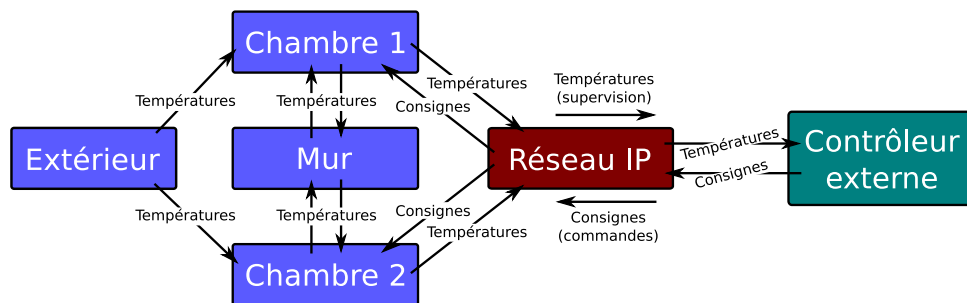 Chambre 1
Températures
Températures
Températures
Consignes
Températures
(supervision)
Extérieur
Mur
Réseau IP
Températures
Consignes
Contrôleur
externe
Températures
Températures
Consignes
Températures
Consignes
(commandes)
Chambre 2